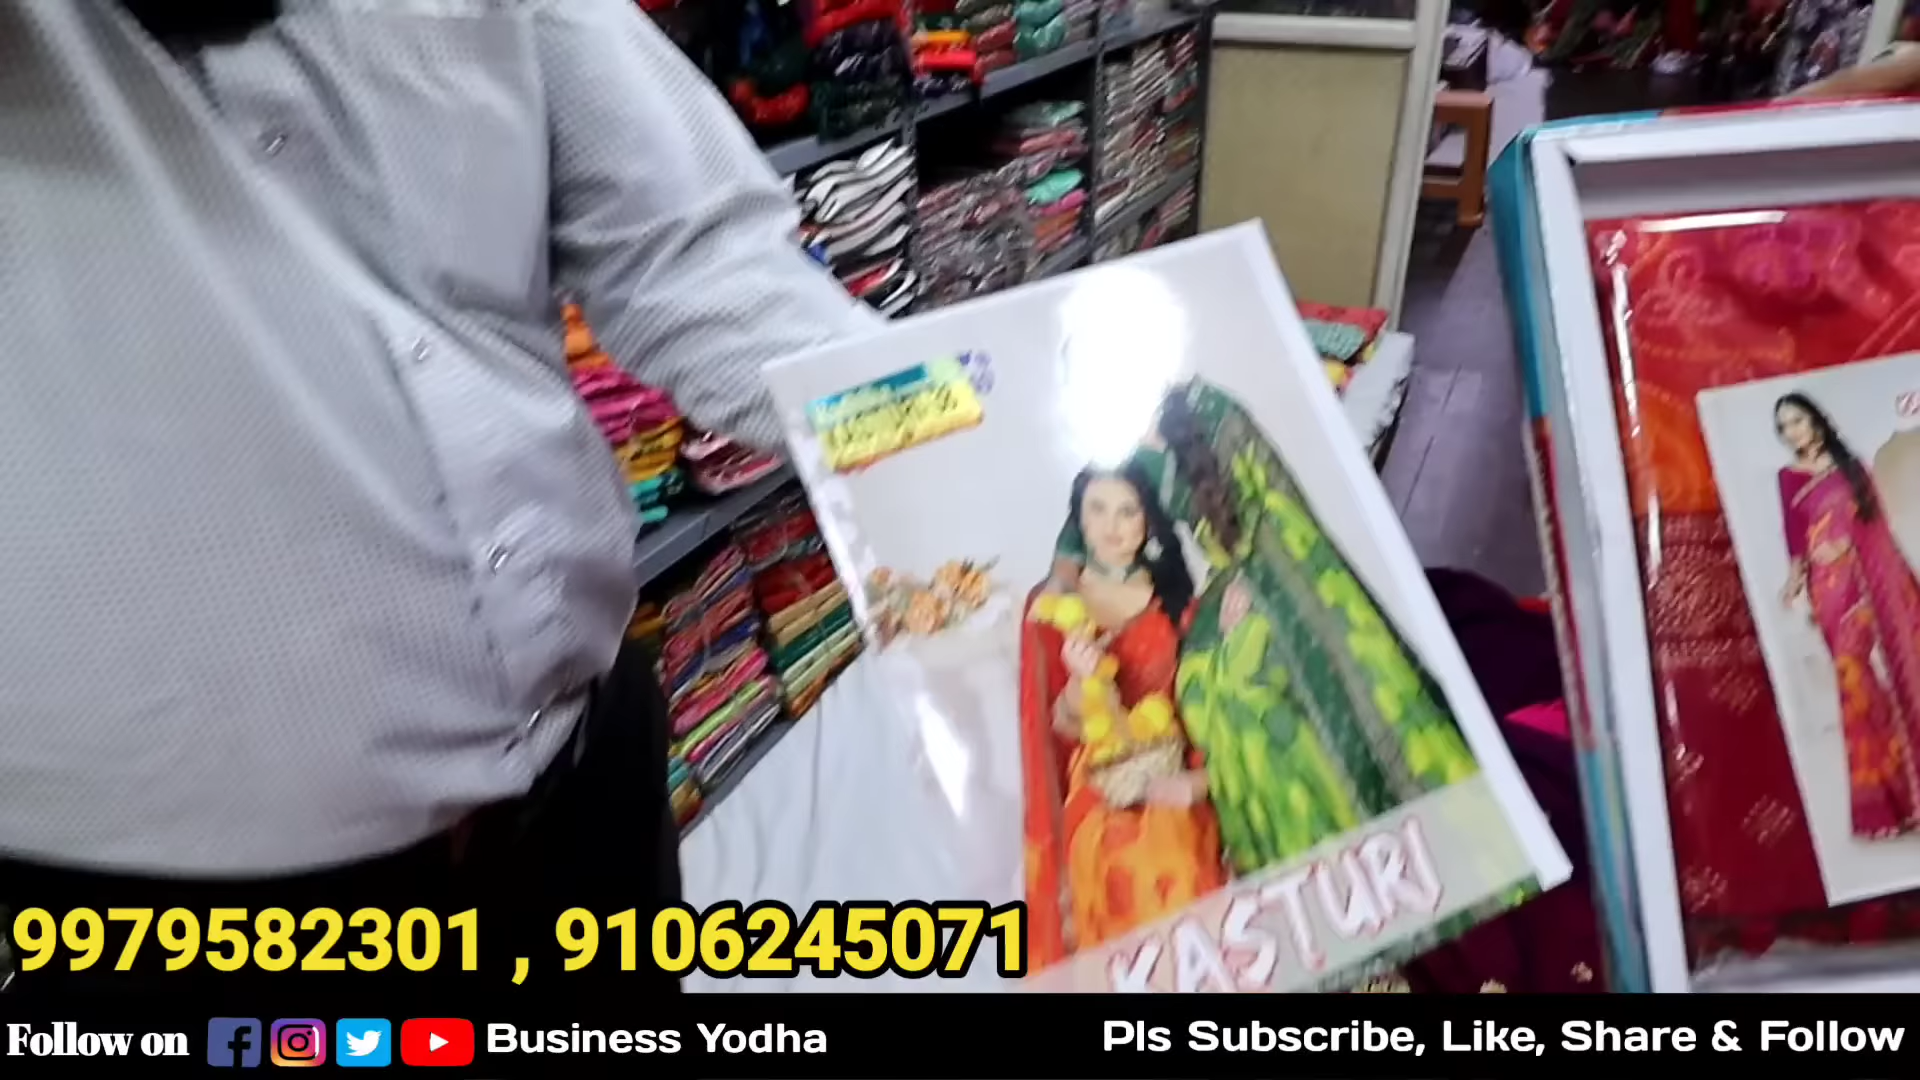 KASTURI
9979582301 , 9106245071
Follow on Business Yodha
Pls Subscribe, Like, Share & Follow